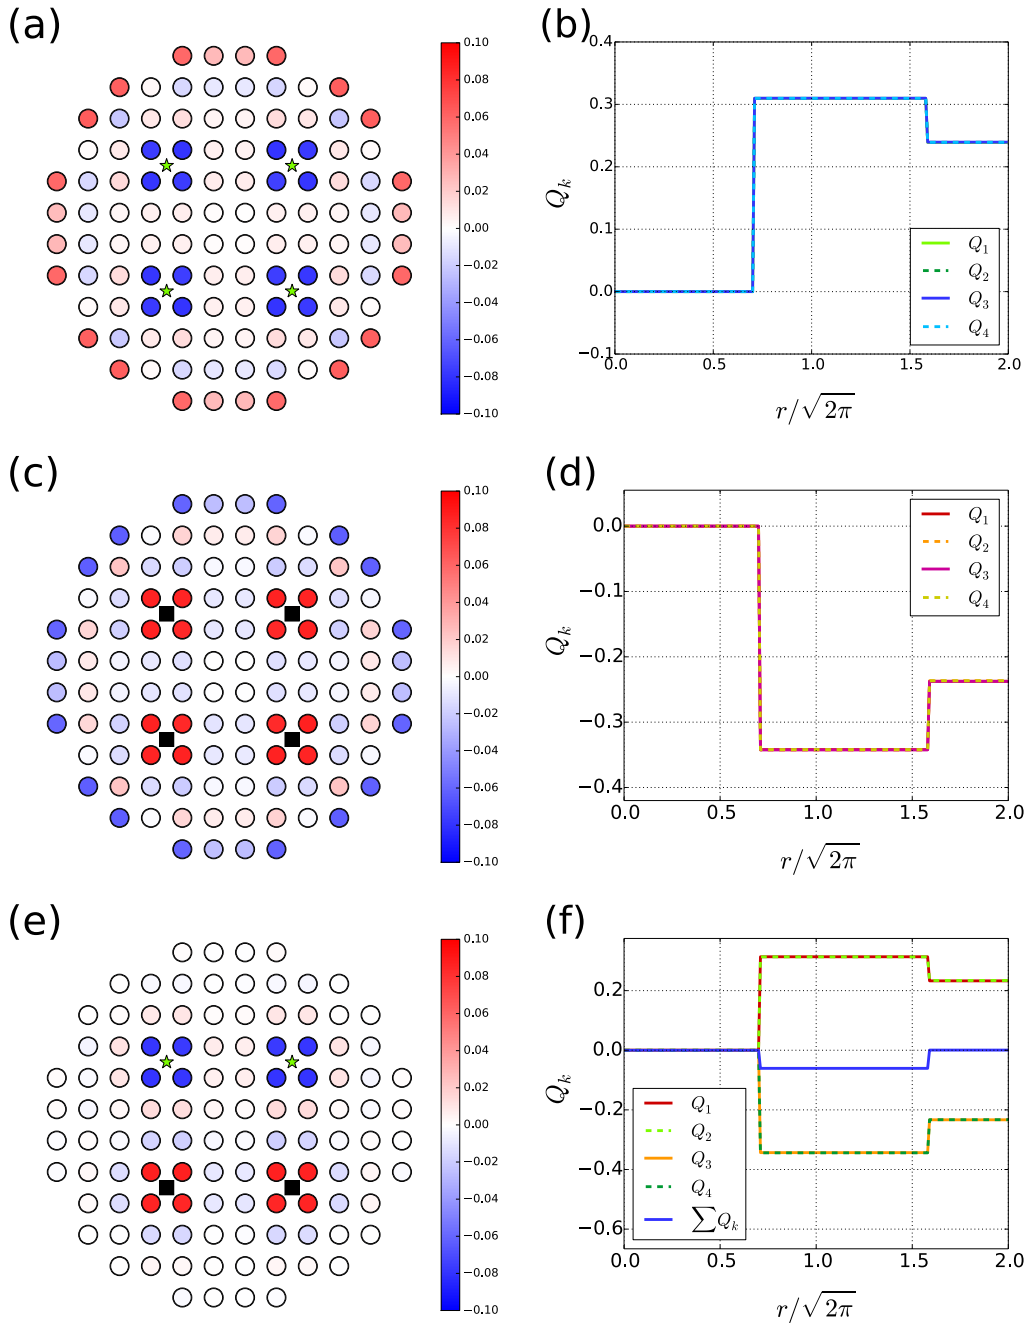 (a)
0.10
0.08
0.06
0.04
0.02
0.00
−0.02
−0.04
−0.06
−0.08
−0.10
(b)
0.4
0.3
0.2
0.1
0.0
−0.1
0.0 0.5 1.0 1.5 2.0
Q_k
r/√2π
Q_1
Q_2
Q_3
Q_4
(c)
0.10
0.08
0.06
0.04
0.02
0.00
−0.02
−0.04
−0.06
−0.08
−0.10
(d)
0.0
−0.1
−0.2
−0.3
−0.4
0.0 0.5 1.0 1.5 2.0
Q_k
r/√2π
Q_1
Q_2
Q_3
Q_4
(e)
0.10
0.08
0.06
0.04
0.02
0.00
−0.02
−0.04
−0.06
−0.08
−0.10
(f)
0.2
0.0
−0.2
−0.4
−0.6
0.0 0.5 1.0 1.5 2.0
Q_k
r/√2π
Q_1
Q_2
Q_3
Q_4
∑Q_k